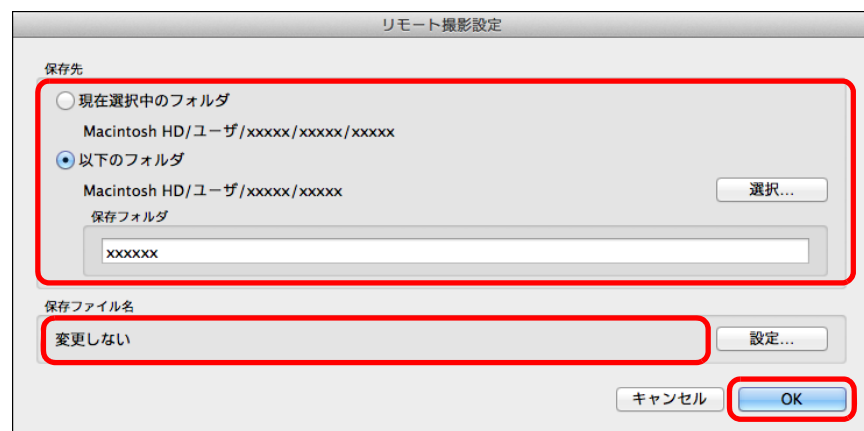 リモート撮影設定
保存先
現在選択中のフォルダ
Macintosh HD/ユーザ/xxxxx/xxxxx/xxxxx
以下のフォルダ
Macintosh HD/ユーザ/xxxxx/xxxxx
選択...
保存フォルダ
xxxxxx
保存ファイル名
変更しない
設定...
キャンセル
OK